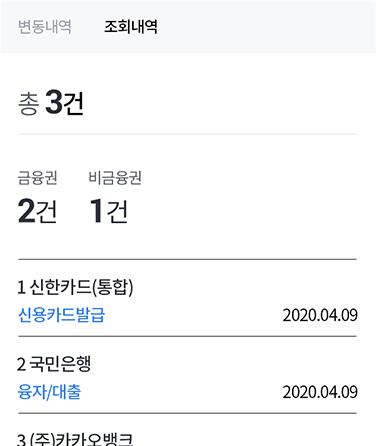 변동내역 조회내역
총 3건
금융권 비금융권
2건 1건
1 신한카드(통합)
신용카드발급 2020.04.09
2 국민은행
융자/대출 2020.04.09
3 (주)카카오뱅크